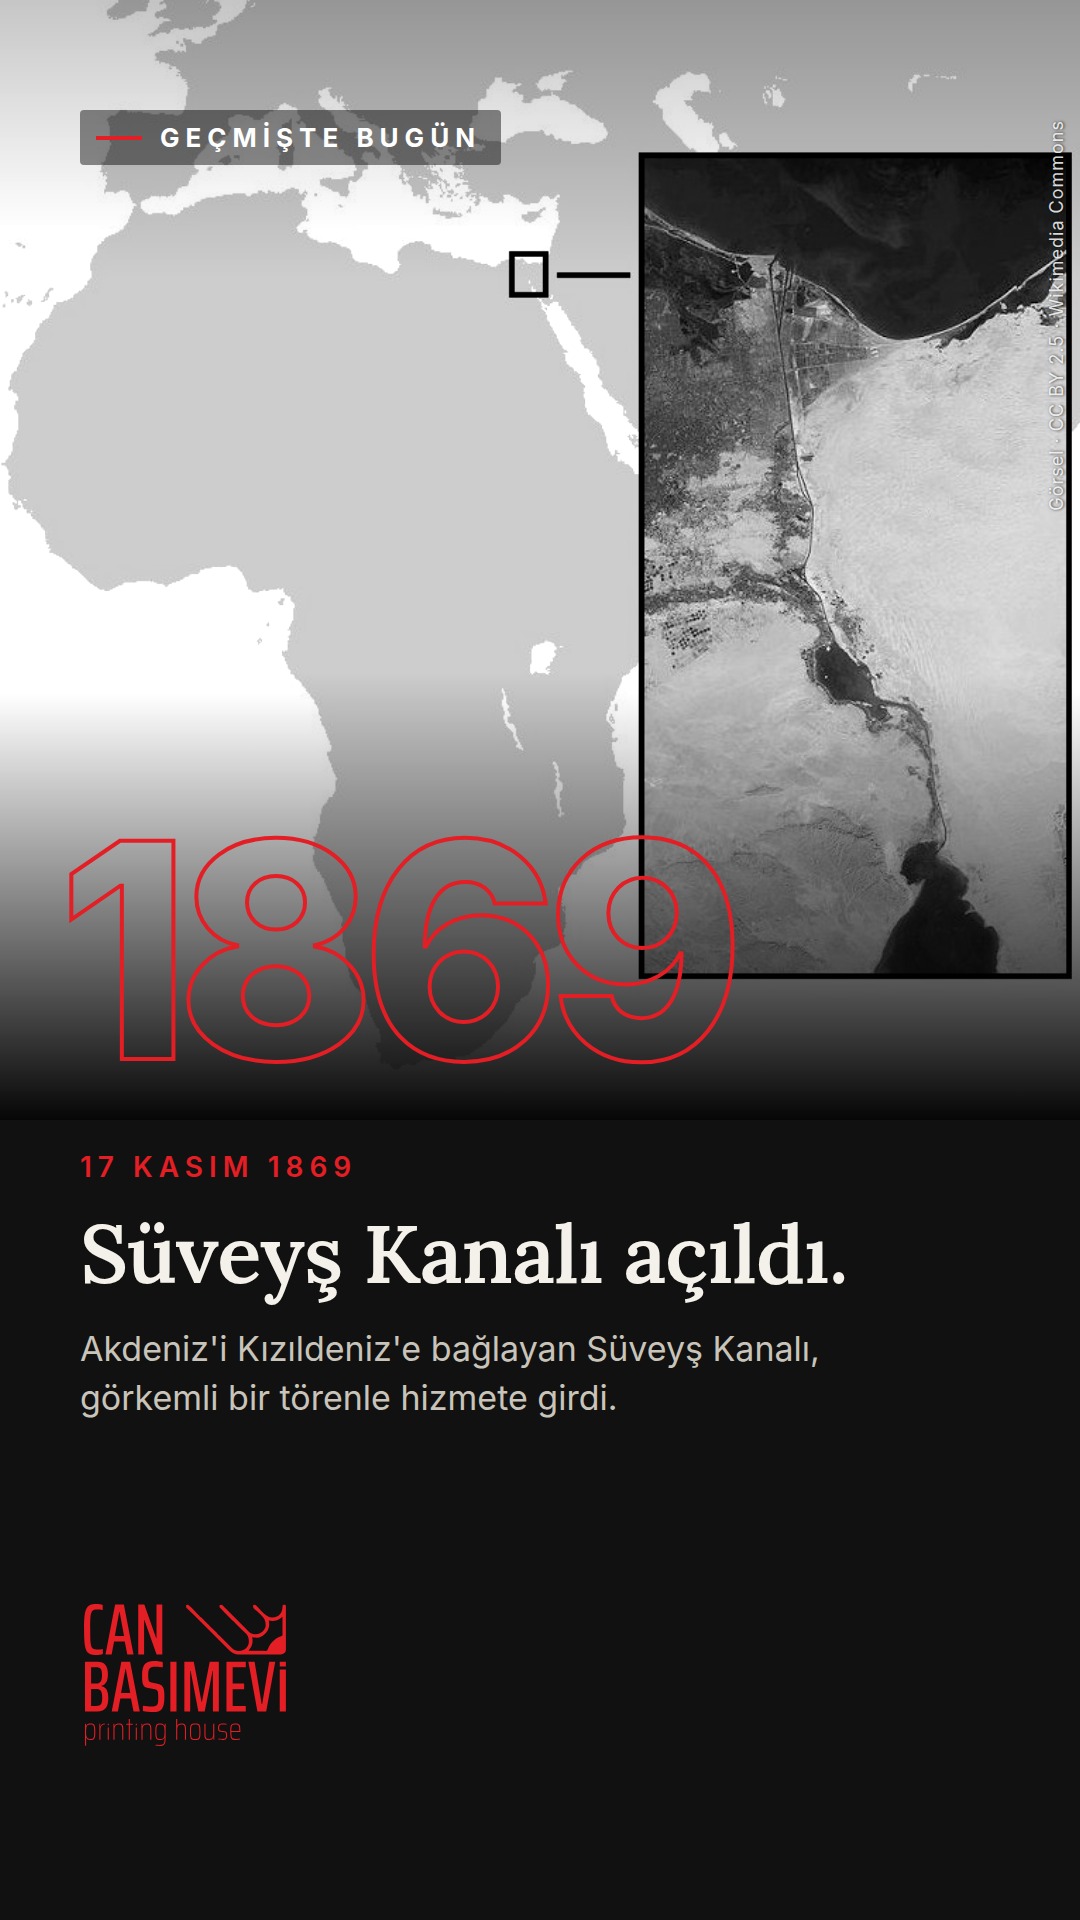 GEÇMİŞTE BUGÜN
Görsel · CC BY 2.5 · Wikimedia Commons
1869
17 KASIM 1869
Süveyş Kanalı açıldı.
Akdeniz'i Kızıldeniz'e bağlayan Süveyş Kanalı,
görkemli bir törenle hizmete girdi.
CAN
BASIMEVİ
printing house